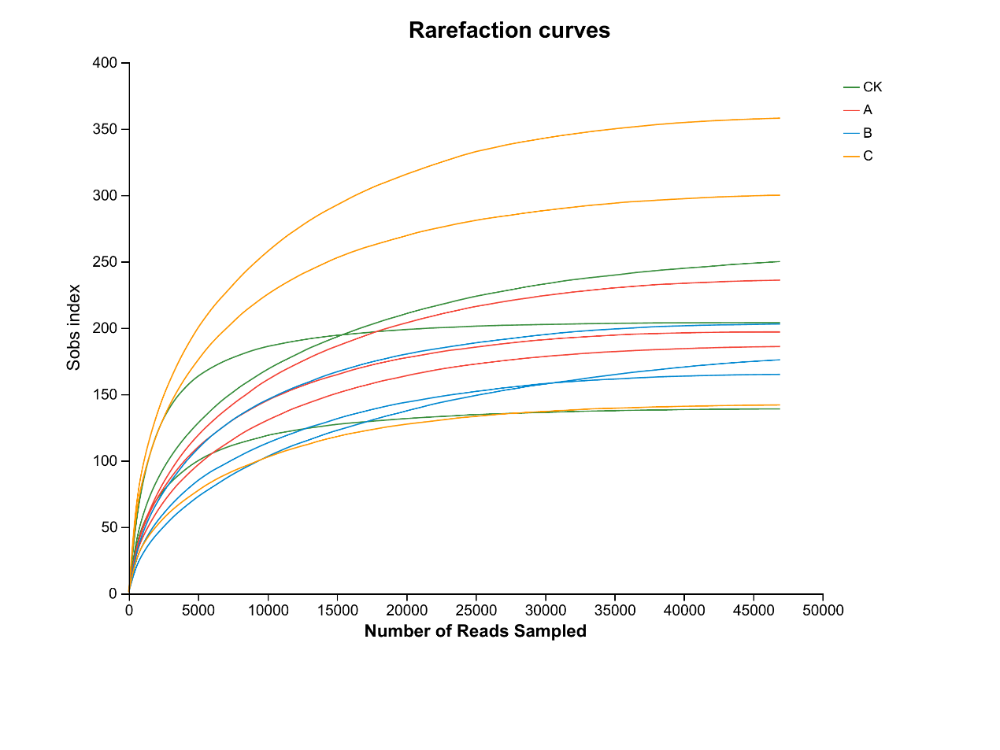 Rarefaction curves
400
350
300
250
200
150
100
50
0
Sobs index
0 5000 10000 15000 20000 25000 30000 35000 40000 45000 50000
Number of Reads Sampled
CK
A
B
C